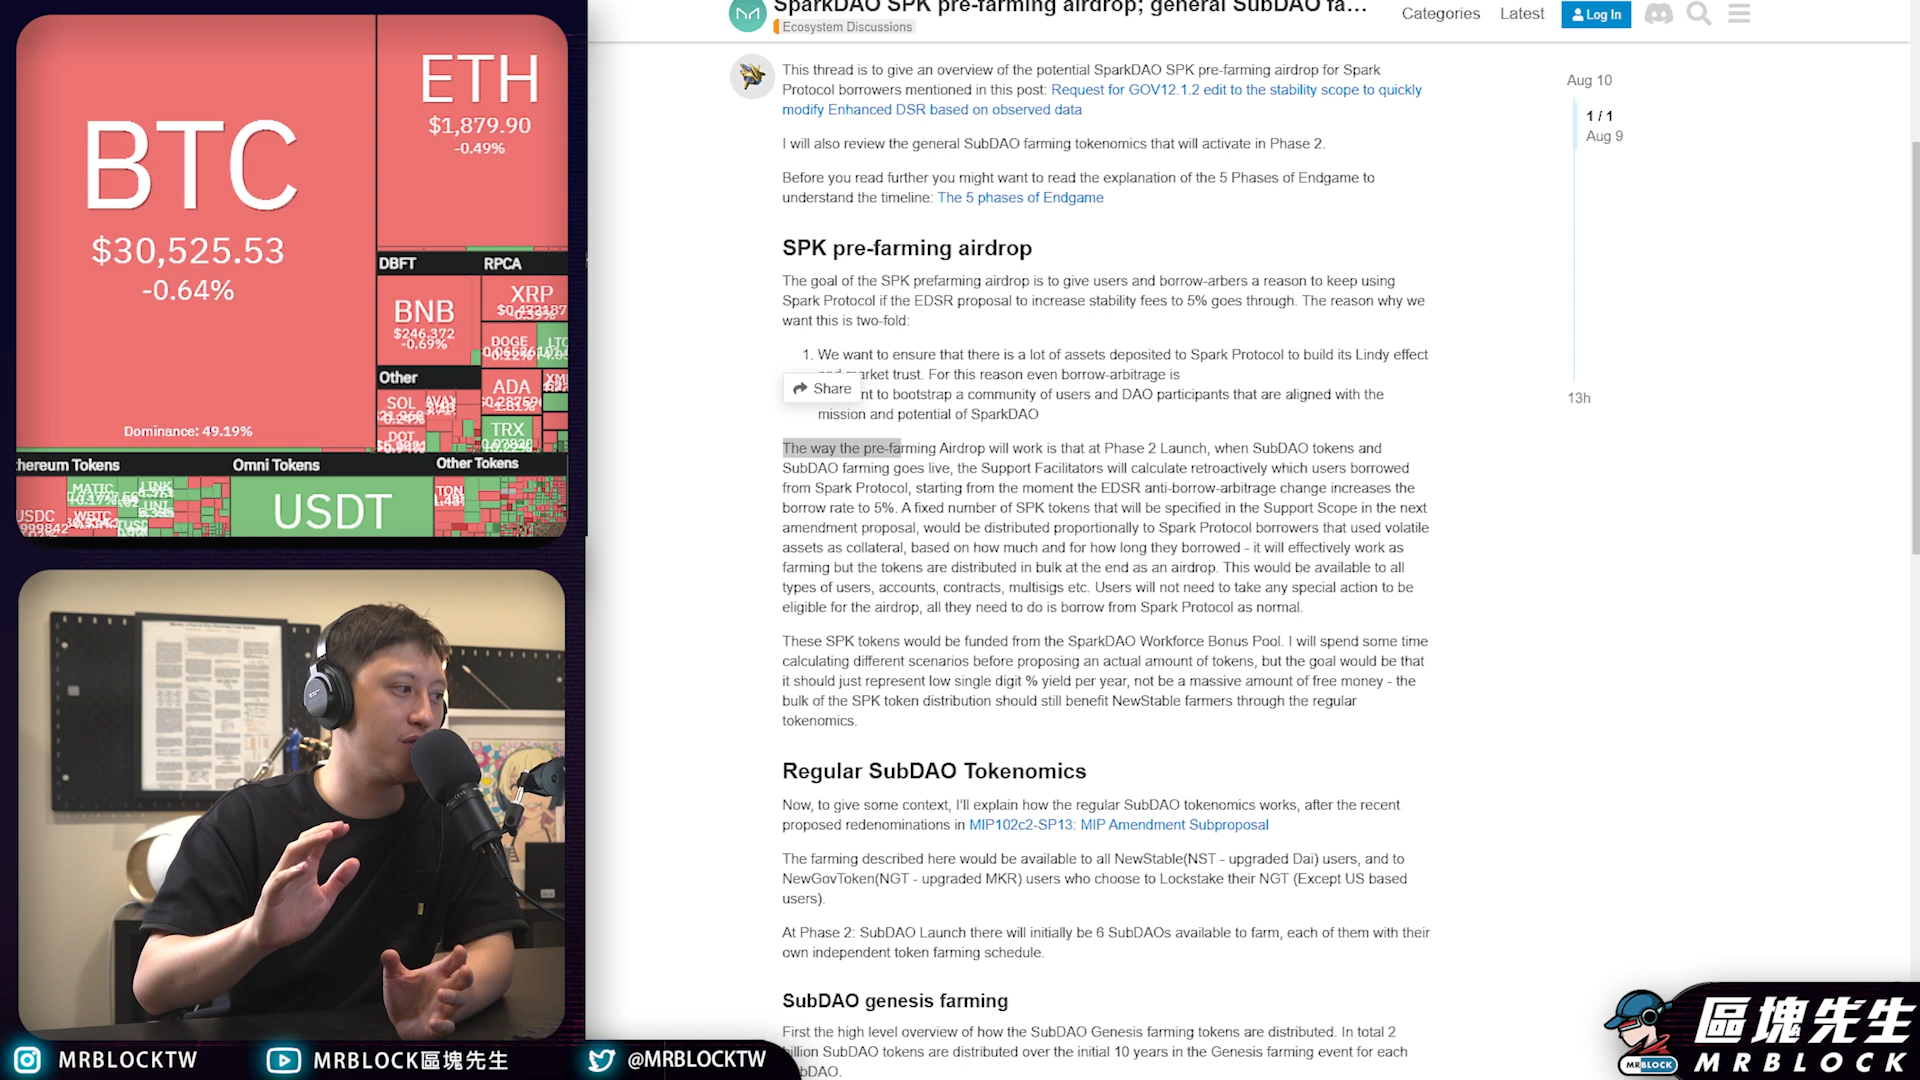 SparkDAO SPK pre-farming airdrop; general SubDAO fa...
Ecosystem Discussions
Categories
Latest
Log In
This thread is to give an overview of the potential SparkDAO SPK pre-farming airdrop for Spark
Protocol borrowers mentioned in this post: Request for GOV12.1.2 edit to the stability scope to quickly
modify Enhanced DSR based on observed data
I will also review the general SubDAO farming tokenomics that will activate in Phase 2.
Before you read further you might want to read the explanation of the 5 Phases of Endgame to
understand the timeline: The 5 phases of Endgame
SPK pre-farming airdrop
The goal of the SPK prefarming airdrop is to give users and borrow-arbers a reason to keep using
Spark Protocol if the EDSR proposal to increase stability fees to 5% goes through. The reason why we
want this is two-fold:
1. We want to ensure that there is a lot of assets deposited to Spark Protocol to build its Lindy effect
market trust. For this reason even borrow-arbitrage is
Share
nt to bootstrap a community of users and DAO participants that are aligned with the
mission and potential of SparkDAO
The way the pre-farming Airdrop will work is that at Phase 2 Launch, when SubDAO tokens and
SubDAO farming goes live, the Support Facilitators will calculate retroactively which users borrowed
from Spark Protocol, starting from the moment the EDSR anti-borrow-arbitrage change increases the
borrow rate to 5%. A fixed number of SPK tokens that will be specified in the Support Scope in the next
amendment proposal, would be distributed proportionally to Spark Protocol borrowers that used volatile
assets as collateral, based on how much and for how long they borrowed - it will effectively work as
farming but the tokens are distributed in bulk at the end as an airdrop. This would be available to all
types of users, accounts, contracts, multisigs etc. Users will not need to take any special action to be
eligible for the airdrop, all they need to do is borrow from Spark Protocol as normal.
These SPK tokens would be funded from the SparkDAO Workforce Bonus Pool. I will spend some time
calculating different scenarios before proposing an actual amount of tokens, but the goal would be that
it should just represent low single digit % yield per year, not be a massive amount of free money - the
bulk of the SPK token distribution should still benefit NewStable farmers through the regular
tokenomics.
Regular SubDAO Tokenomics
Now, to give some context, I'll explain how the regular SubDAO tokenomics works, after the recent
proposed redenominations in MIP102c2-SP13: MIP Amendment Subproposal
The farming described here would be available to all NewStable(NST - upgraded Dai) users, and to
NewGovToken(NGT - upgraded MKR) users who choose to Lockstake their NGT (Except US based
users).
At Phase 2: SubDAO Launch there will initially be 6 SubDAOs available to farm, each of them with their
own independent token farming schedule.
SubDAO genesis farming
First the high level overview of how the SubDAO Genesis farming tokens are distributed. In total 2
billion SubDAO tokens are distributed over the initial 10 years in the Genesis farming event for each
bDAO.
Aug 10
1 / 1
Aug 9
13h
BTC
$30,525.53
-0.64%
Dominance: 49.19%
ETH
$1,879.90
-0.49%
DBFT
RPCA
BNB
$246.372
-0.69%
XRP
DOGE
LTC
Other
SOL
AVAX
DOT
ADA
XM
TRX
hereum Tokens
Omni Tokens
Other Tokens
MATIC
LINK
UNI
WBTC
USDC
USDT
TON
MRBLOCKTW
MRBLOCK區塊先生
@MRBLOCKTW
區塊先生
MRBLOCK
MRBLOCK